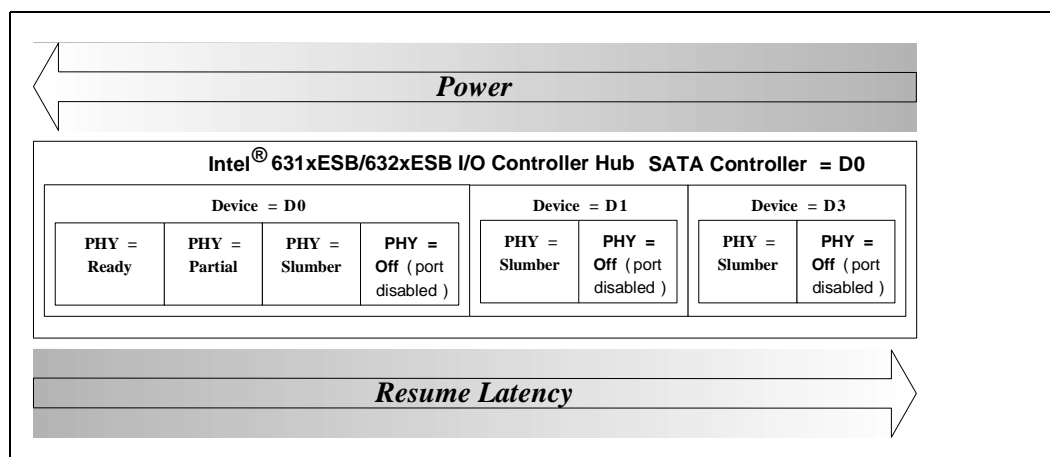 Power
Intel® 631xESB/632xESB I/O Controller Hub SATA Controller = D0
Device = D0
PHY =
Ready
PHY =
Partial
PHY =
Slumber
PHY =
Off ( port
disabled )
Device = D1
PHY =
Slumber
PHY =
Off ( port
disabled )
Device = D3
PHY =
Slumber
PHY =
Off ( port
disabled )
Resume Latency